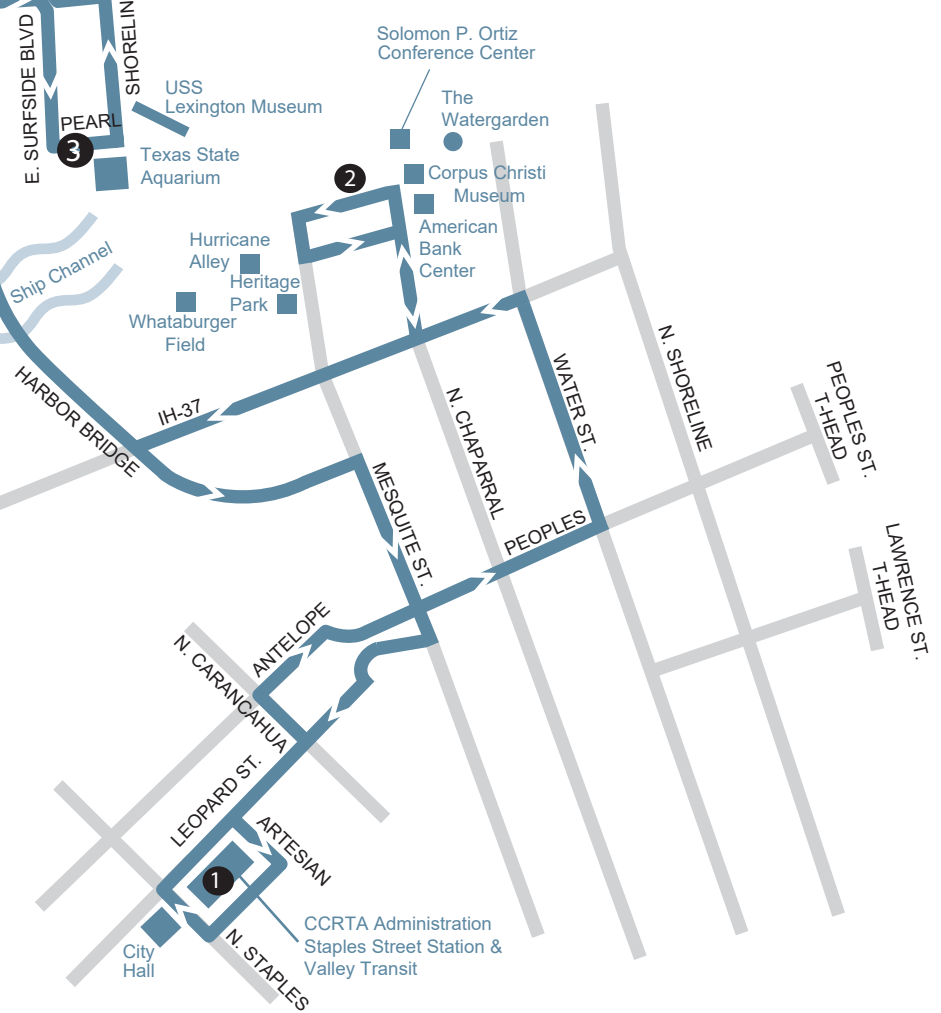 E. SURFSIDE BLVD
SHORELIN
PEARL
3
USS
Lexington Museum
Texas State
Aquarium
Solomon P. Ortiz
Conference Center
The
Watergarden
2
Corpus Christi
Museum
American
Bank
Center
Hurricane
Alley
Heritage
Park
Whataburger
Field
Ship Channel
HARBOR BRIDGE
IH-37
MESQUITE ST.
N. CHAPARRAL
WATER ST.
N. SHORELINE
PEOPLES ST.
T-HEAD
LAWRENCE ST.
T-HEAD
PEOPLES
ANTELOPE
N. CARANCAHUA
LEOPARD ST.
ARTESIAN
1
CCRTA Administration
Staples Street Station &
Valley Transit
City
Hall
N. STAPLES